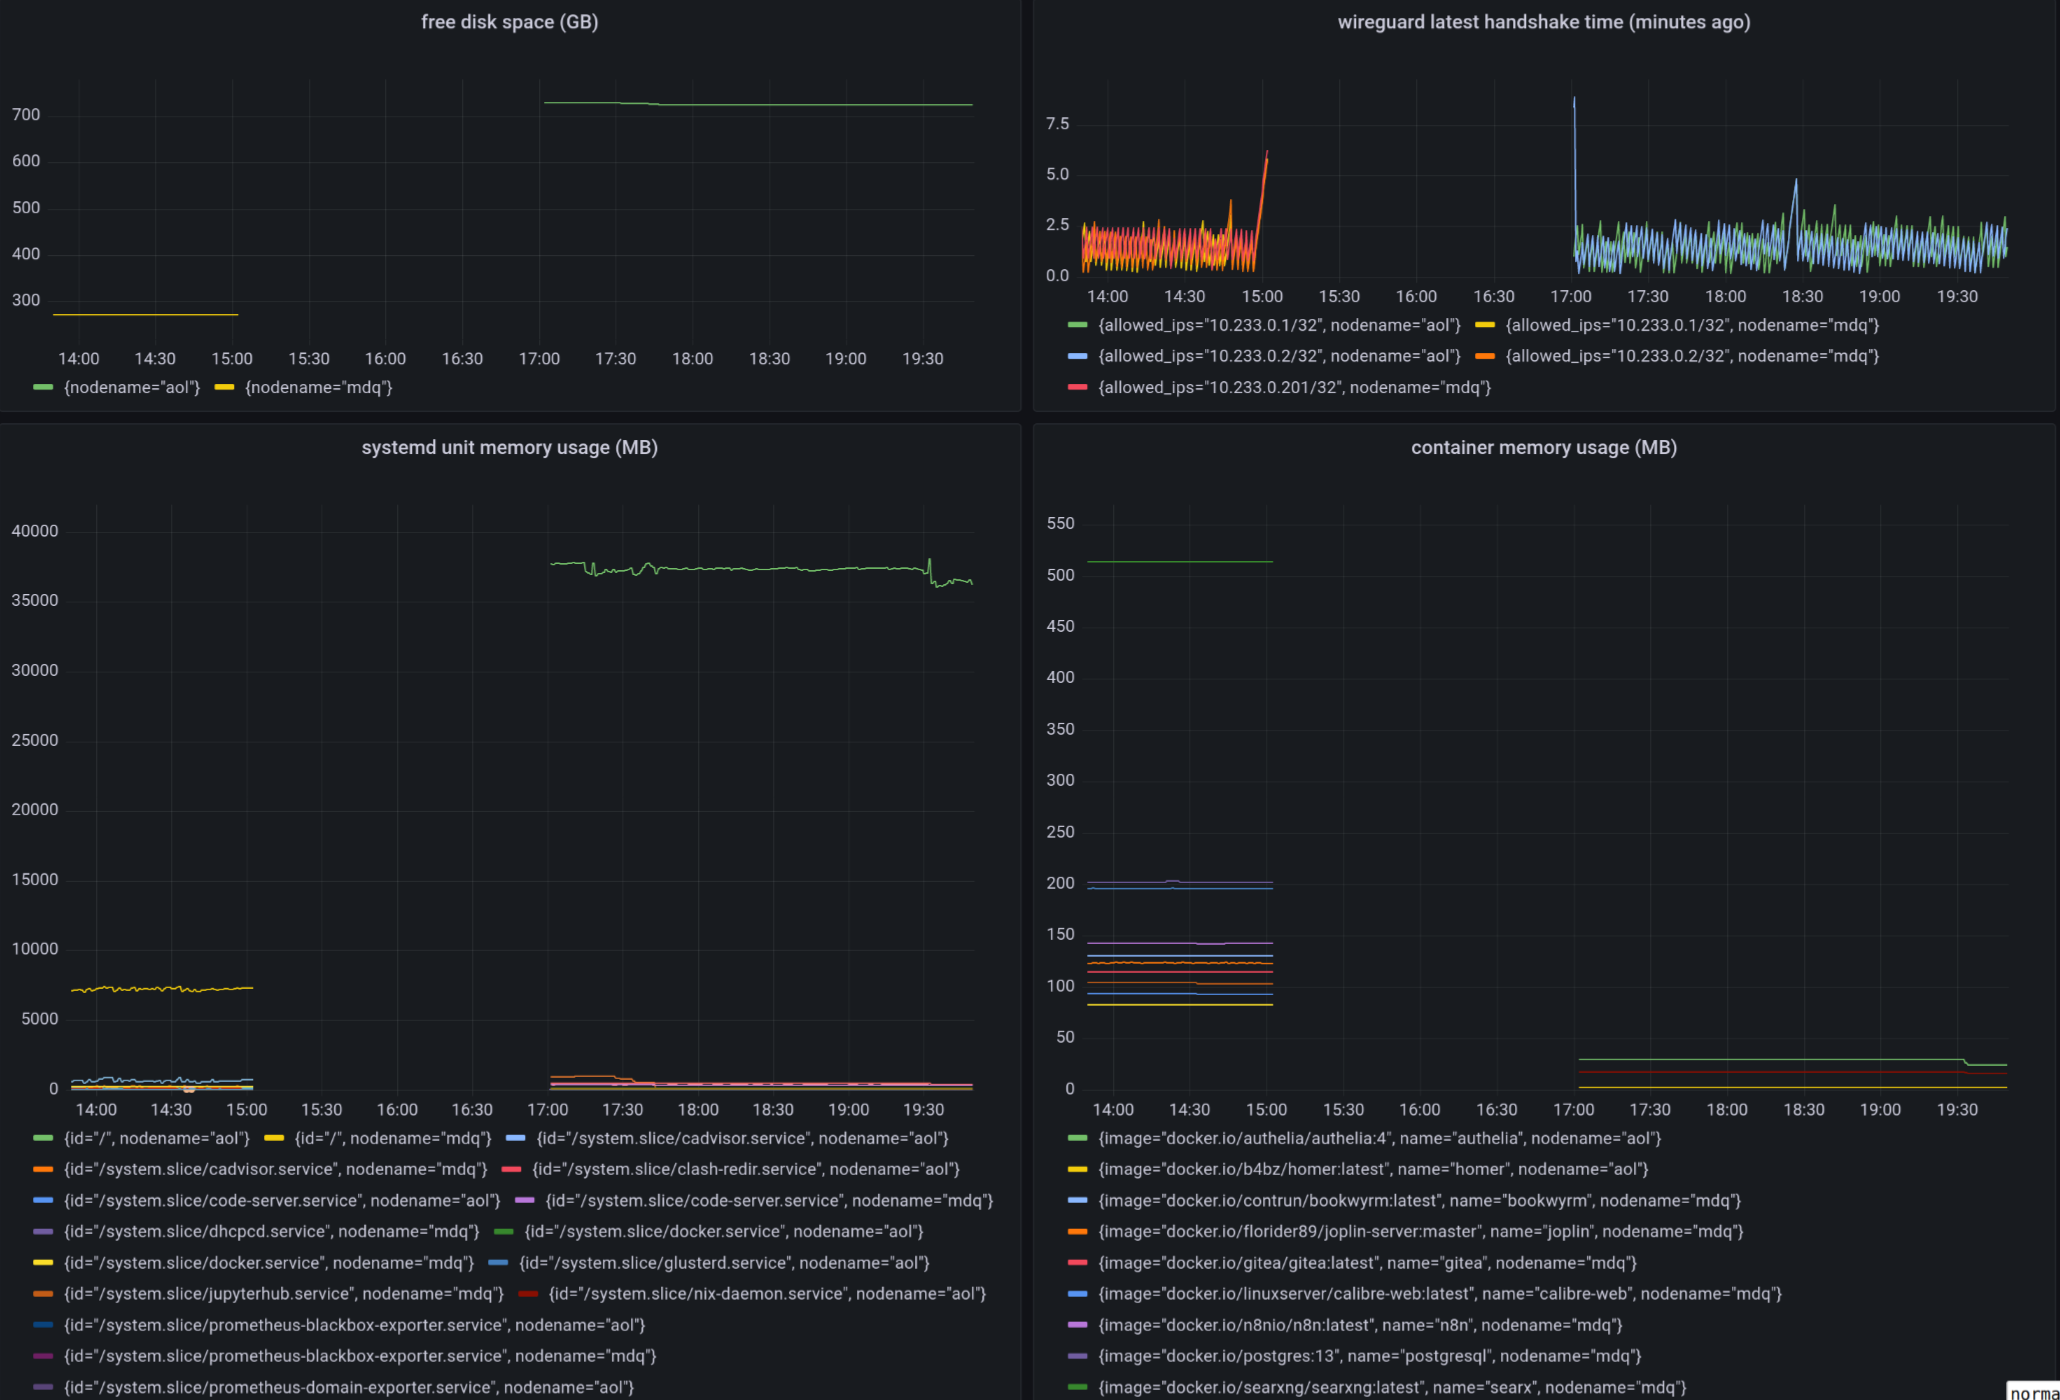 free disk space (GB)
700
600
500
400
300
14:00 14:30 15:00 15:30 16:00 16:30 17:00 17:30 18:00 18:30 19:00 19:30
{nodename="aol"} {nodename="mdq"}
wireguard latest handshake time (minutes ago)
7.5
5.0
2.5
0.0
14:00 14:30 15:00 15:30 16:00 16:30 17:00 17:30 18:00 18:30 19:00 19:30
{allowed_ips="10.233.0.1/32", nodename="aol"} {allowed_ips="10.233.0.1/32", nodename="mdq"}
{allowed_ips="10.233.0.2/32", nodename="aol"} {allowed_ips="10.233.0.2/32", nodename="mdq"}
{allowed_ips="10.233.0.201/32", nodename="mdq"}
systemd unit memory usage (MB)
40000
35000
30000
25000
20000
15000
10000
5000
0
14:00 14:30 15:00 15:30 16:00 16:30 17:00 17:30 18:00 18:30 19:00 19:30
{id="/", nodename="aol"} {id="/", nodename="mdq"} {id="/system.slice/cadvisor.service", nodename="aol"}
{id="/system.slice/cadvisor.service", nodename="mdq"} {id="/system.slice/clash-redir.service", nodename="aol"}
{id="/system.slice/code-server.service", nodename="aol"} {id="/system.slice/code-server.service", nodename="mdq"}
{id="/system.slice/dhcpcd.service", nodename="mdq"} {id="/system.slice/docker.service", nodename="aol"}
{id="/system.slice/docker.service", nodename="mdq"} {id="/system.slice/glusterd.service", nodename="aol"}
{id="/system.slice/jupyterhub.service", nodename="mdq"} {id="/system.slice/nix-daemon.service", nodename="aol"}
{id="/system.slice/prometheus-blackbox-exporter.service", nodename="aol"}
{id="/system.slice/prometheus-blackbox-exporter.service", nodename="mdq"}
{id="/system.slice/prometheus-domain-exporter.service", nodename="aol"}
container memory usage (MB)
550
500
450
400
350
300
250
200
150
100
50
0
14:00 14:30 15:00 15:30 16:00 16:30 17:00 17:30 18:00 18:30 19:00 19:30
{image="docker.io/authelia/authelia:4", name="authelia", nodename="aol"}
{image="docker.io/b4bz/homer:latest", name="homer", nodename="aol"}
{image="docker.io/contrun/bookwyrm:latest", name="bookwyrm", nodename="mdq"}
{image="docker.io/florider89/joplin-server:master", name="joplin", nodename="mdq"}
{image="docker.io/gitea/gitea:latest", name="gitea", nodename="mdq"}
{image="docker.io/linuxserver/calibre-web:latest", name="calibre-web", nodename="mdq"}
{image="docker.io/n8nio/n8n:latest", name="n8n", nodename="mdq"}
{image="docker.io/postgres:13", name="postgresql", nodename="mdq"}
{image="docker.io/searxng/searxng:latest", name="searx", nodename="mdq"}
norma